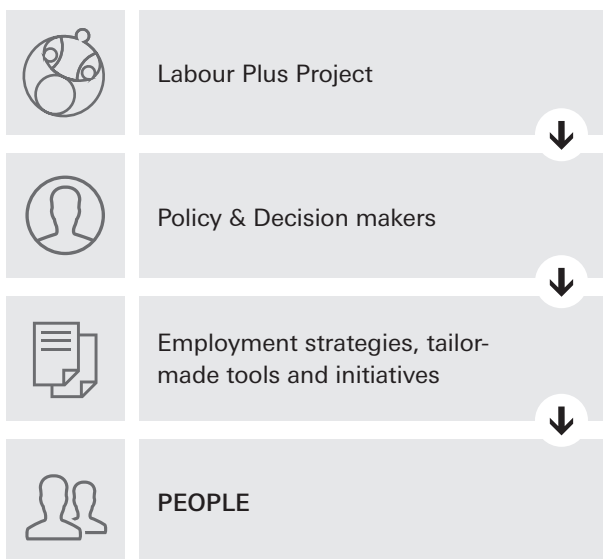 Labour Plus Project
Policy & Decision makers
Employment strategies, tailor-
made tools and initiatives
PEOPLE